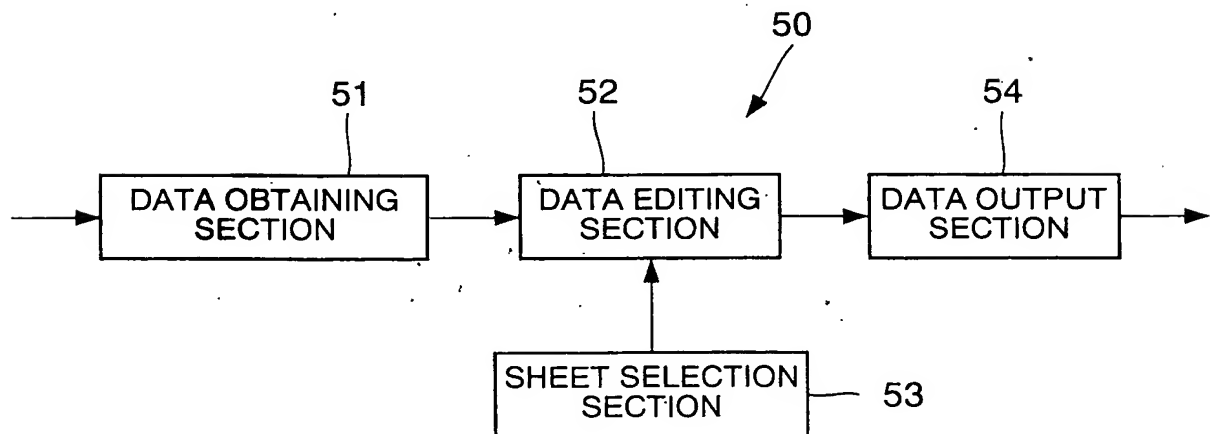 50
51
52
54
DATA OBTAINING
SECTION
DATA EDITING
SECTION
DATA OUTPUT
SECTION
SHEET SELECTION
SECTION
53